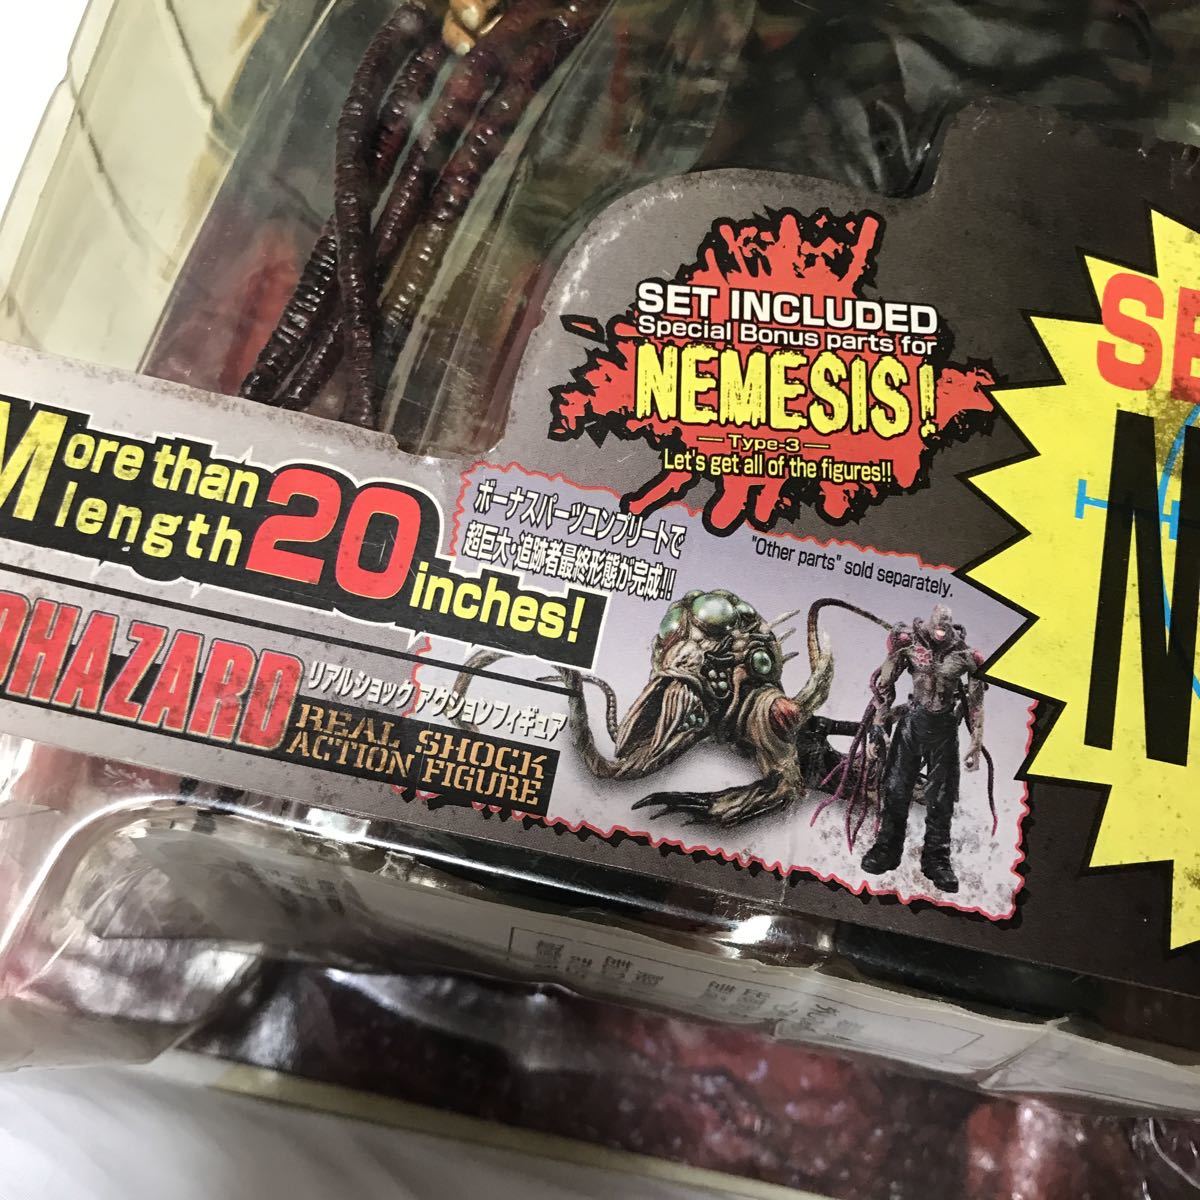 SET INCLUDED
Special Bonus parts for
NEMESIS!
Type-3
Let's get all of the figures!!
More than
length
20
inches!
ボーナスパーツコンプリートで
超巨大・追跡者最終形態が完成!!
"Other parts" sold separately.
OHAZARD
リアルショック アクションフィギュア
REAL SHOCK
ACTION FIGURE
SE
N